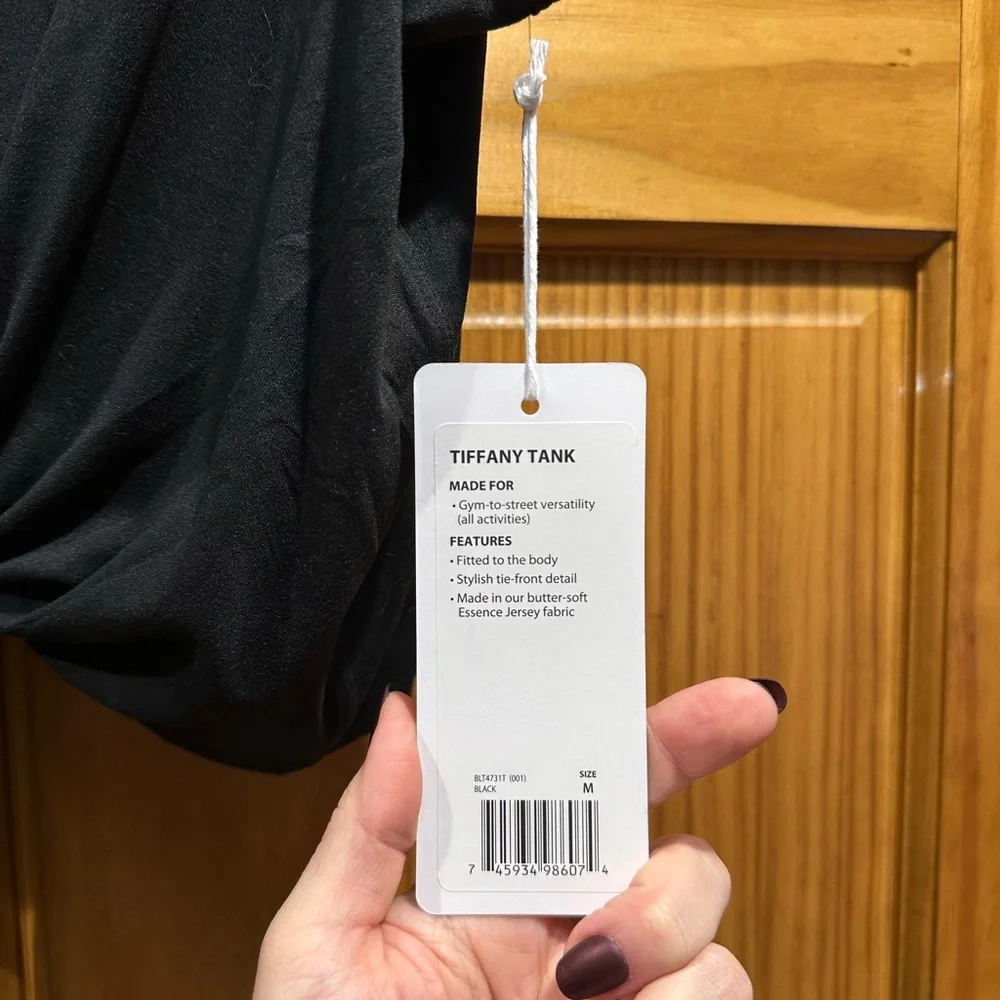 TIFFANY TANK
MADE FOR
• Gym-to-street versatility
(all activities)
FEATURES
• Fitted to the body
• Stylish tie-front detail
• Made in our butter-soft
Essence Jersey fabric
BLT4731T (001)
BLACK
SIZE
M
7 45934 98607 4